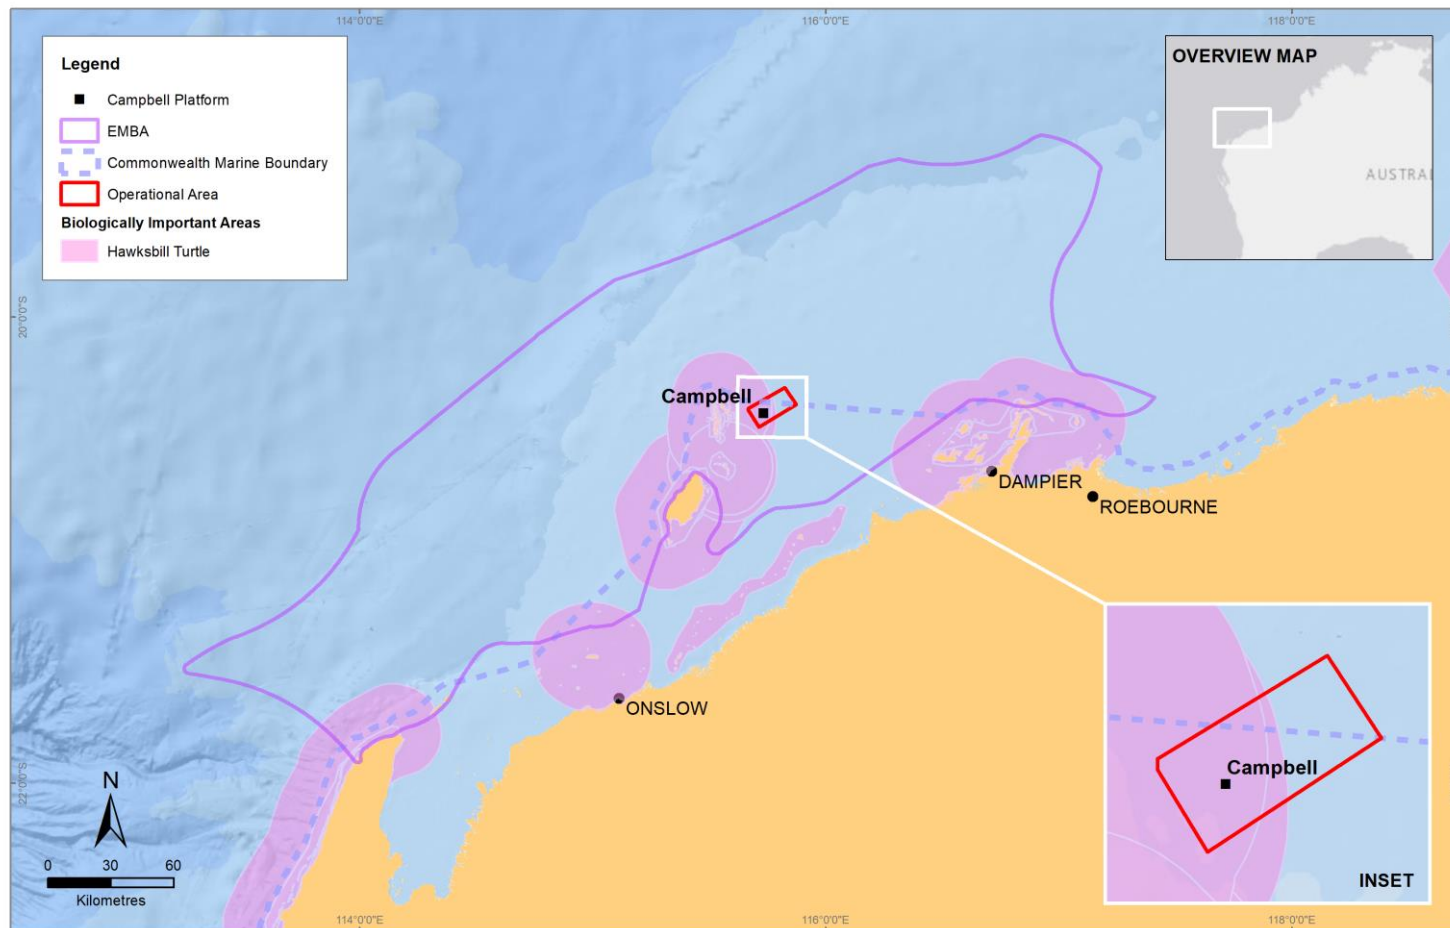 114°0'0"E
116°0'0"E
118°0'0"E
Legend
Campbell Platform
EMBA
Commonwealth Marine Boundary
Operational Area
Biologically Important Areas
Hawksbill Turtle
OVERVIEW MAP
AUSTRAL
20°0'0"S
Campbell
DAMPIER
ROEBOURNE
ONSLOW
Campbell
INSET
22°0'0"S
N
0 30 60
Kilometres
114°0'0"E
116°0'0"E
118°0'0"E